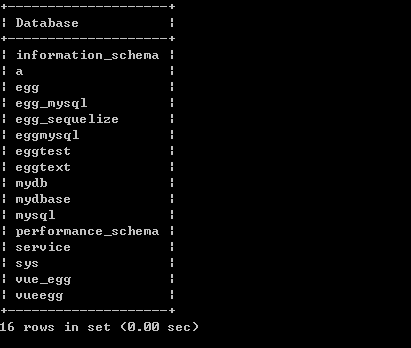 +--------------------+
| Database           |
+--------------------+
| information_schema |
| a                  |
| egg                |
| egg_mysql          |
| egg_sequelize      |
| eggmysql           |
| eggtest            |
| eggtext            |
| mydb               |
| mydbase            |
| mysql              |
| performance_schema |
| service            |
| sys                |
| vue_egg            |
| vueegg             |
+--------------------+
16 rows in set (0.00 sec)